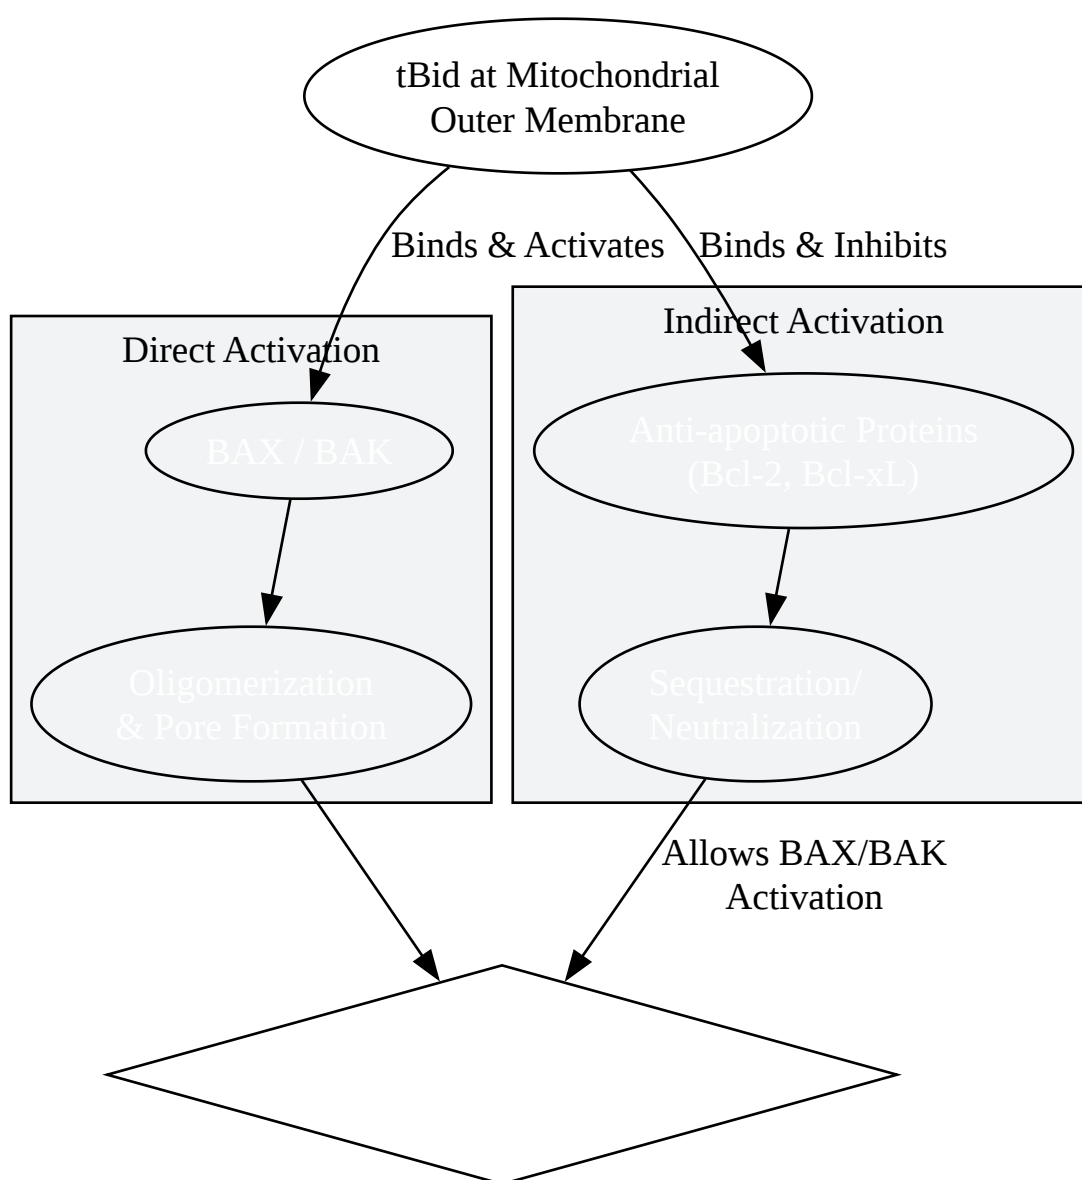 tBid at Mitochondrial
Outer Membrane
Binds & Activates
Binds & Inhibits
Direct Activation
Indirect Activation
BAX / BAK
Anti-apoptotic Proteins
(Bcl-2, Bcl-xL)
Oligomerization
& Pore Formation
Sequestration/
Neutralization
Allows BAX/BAK
Activation